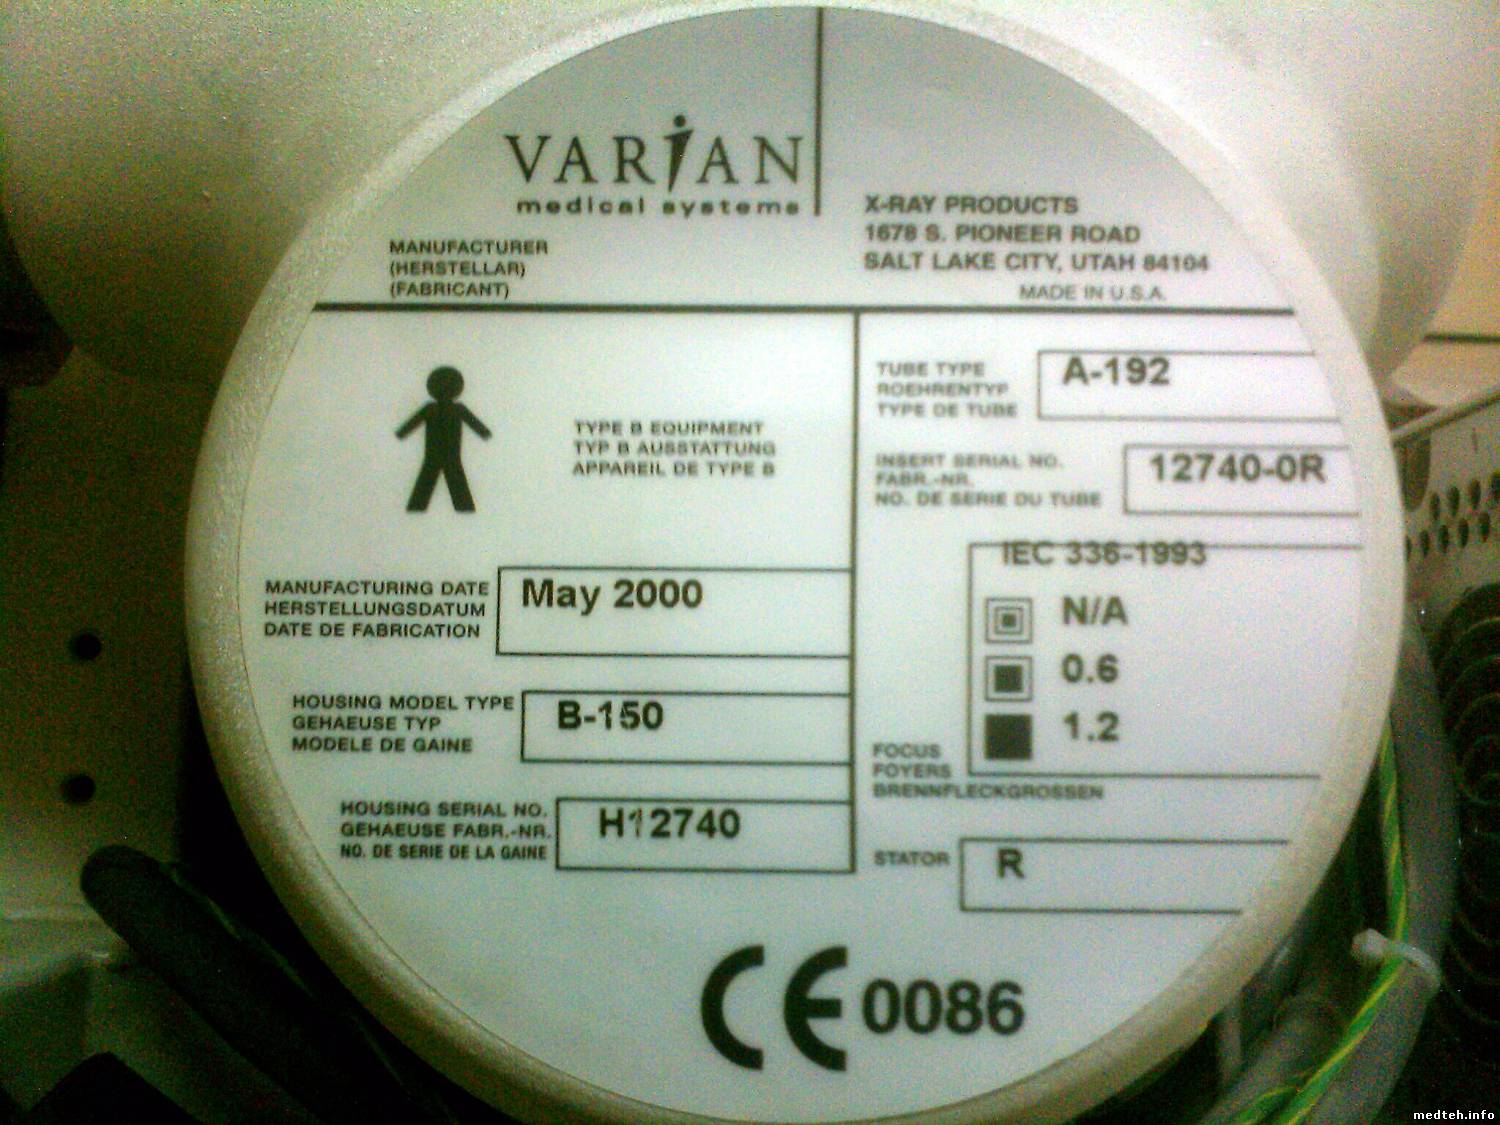 VARIAN
medical systems
MANUFACTURER
(HERSTELLAR)
(FABRICANT)
X-RAY PRODUCTS
1678 S. PIONEER ROAD
SALT LAKE CITY, UTAH 84104
MADE IN U.S.A.
TYPE B EQUIPMENT
TYP B AUSSTATTUNG
APPAREIL DE TYPE B
MANUFACTURING DATE
HERSTELLUNGSDATUM
DATE DE FABRICATION
May 2000
HOUSING MODEL TYPE
GEHAEUSE TYP
MODELE DE GAINE
B-150
HOUSING SERIAL NO.
GEHAEUSE FABR.-NR.
NO. DE SERIE DE LA GAINE
H12740
TUBE TYPE
ROEHRENTYP
TYPE DE TUBE
A-192
INSERT SERIAL NO.
FABR.-NR.
NO. DE SERIE DU TUBE
12740-0R
IEC 336-1993
N/A
0.6
1.2
FOCUS
FOYERS
BRENNFLECKGROSSEN
STATOR
R
CE 0086
medteh.info